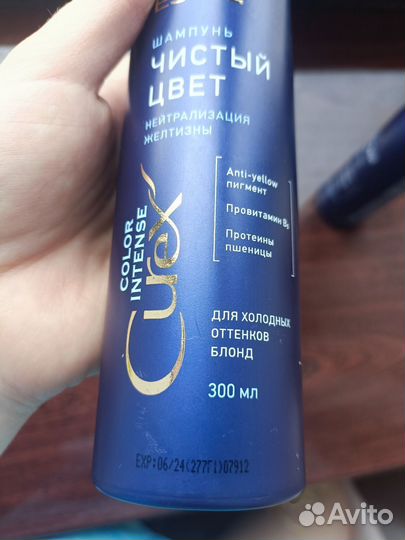 ШАМПУНЬ
ЧИСТЫЙ
ЦВЕТ
НЕЙТРАЛИЗАЦИЯ
ЖЕЛТИЗНЫ
Anti-yellow
пигмент
Провитамин B5
Протеины
пшеницы
COLOR
INTENSE
Curex
ДЛЯ ХОЛОДНЫХ
ОТТЕНКОВ
БЛОНД
300 МЛ
EXP:06/24(277F1)07912
Avito